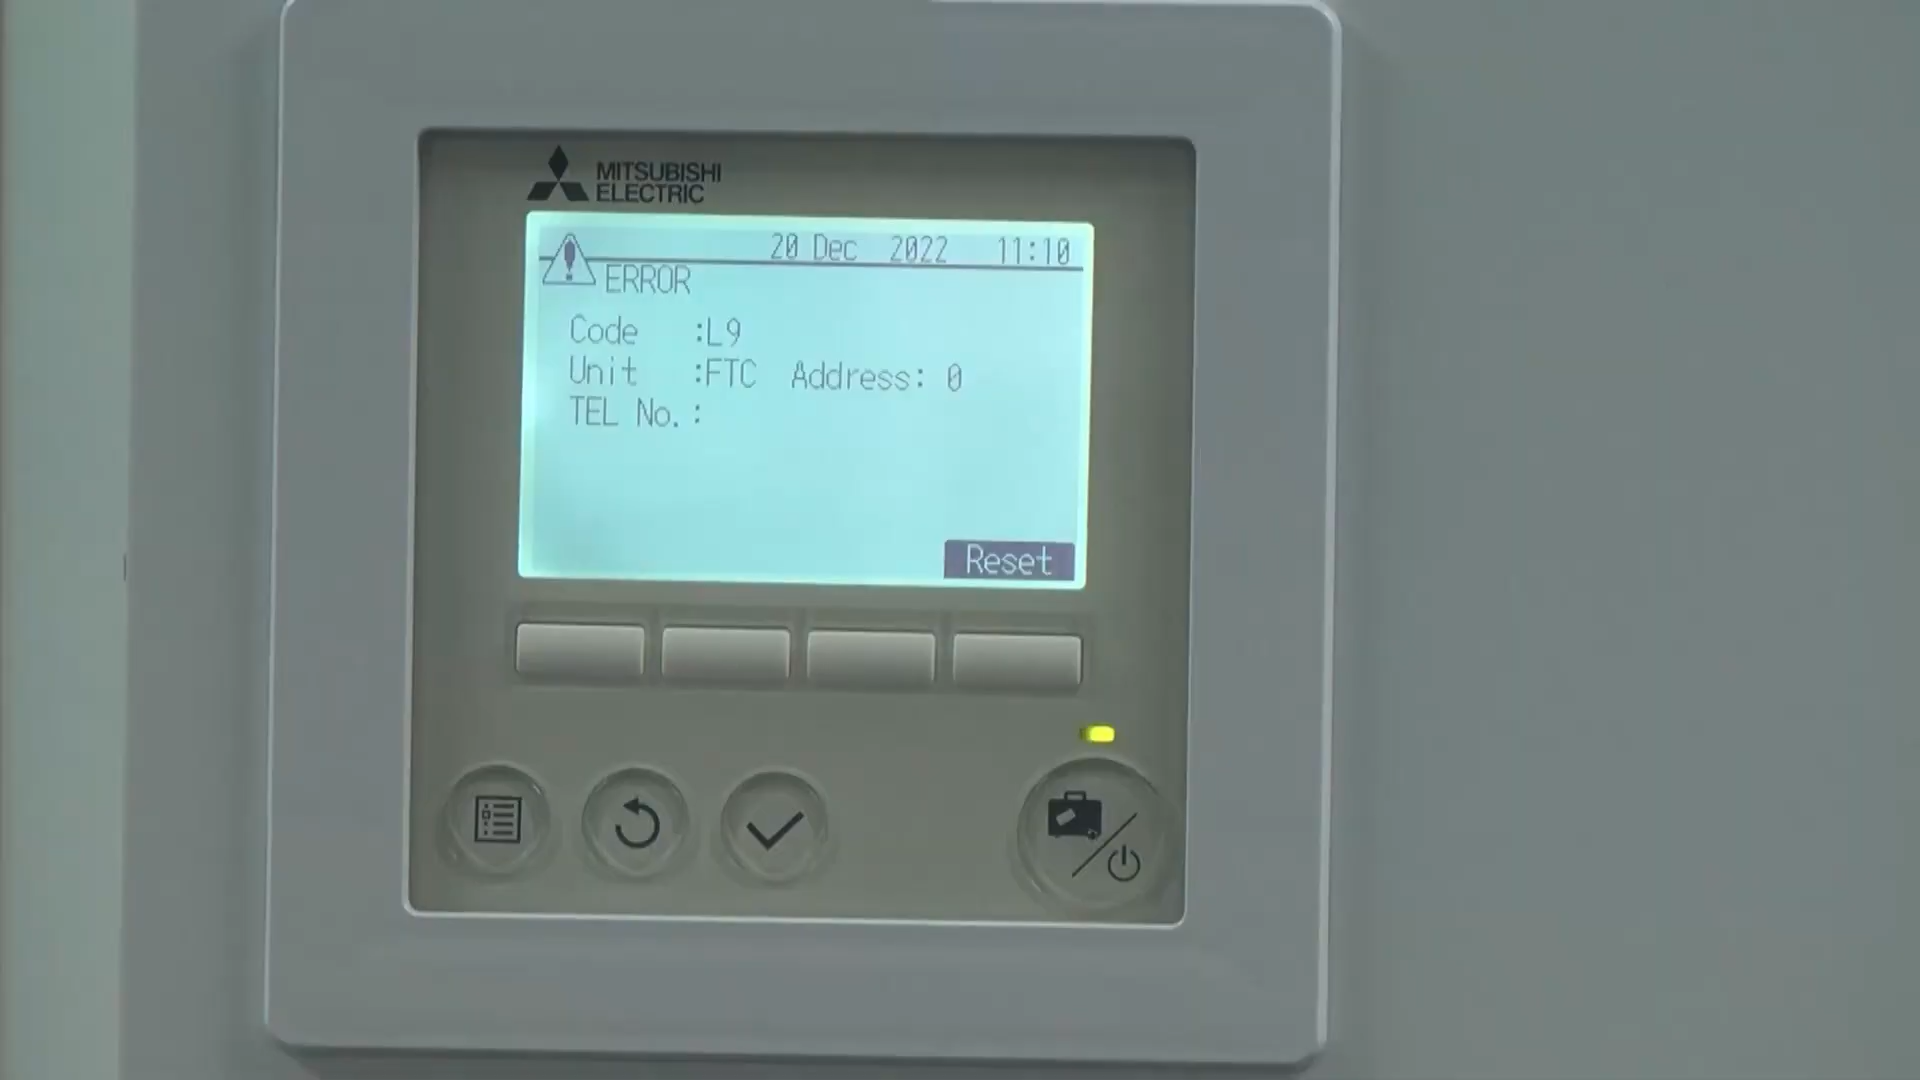 MITSUBISHI
ELECTRIC
20 Dec 2022 11:10
ERROR
Code :L9
Unit :FTC Address: 0
TEL No.:
Reset